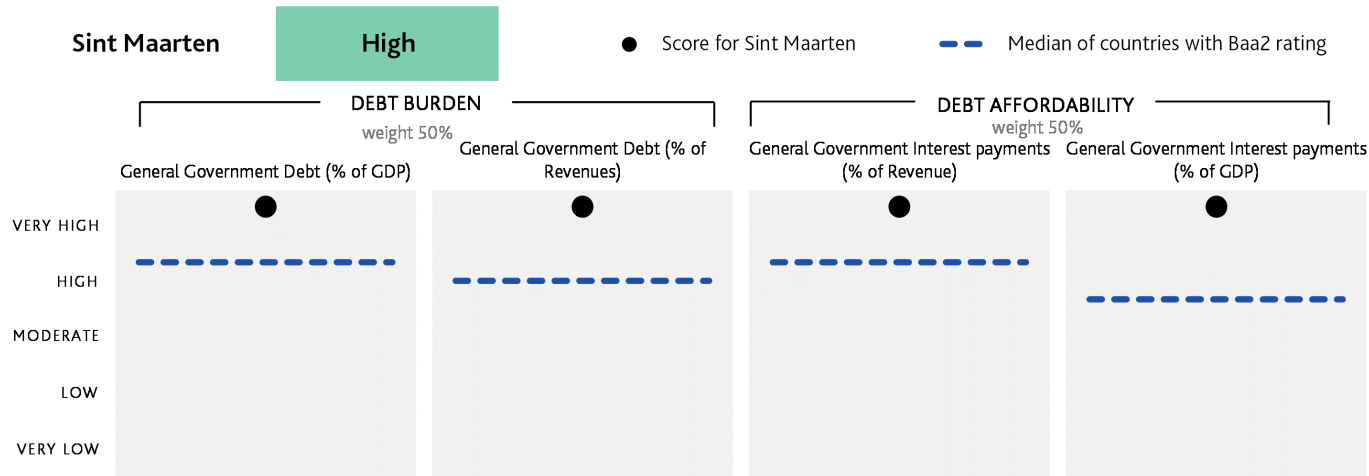 Sint Maarten
High
Score for Sint Maarten
Median of countries with Baa2 rating
DEBT BURDEN
weight 50%
DEBT AFFORDABILITY
weight 50%
General Government Debt (% of GDP)
General Government Debt (% of
Revenues)
General Government Interest payments
(% of Revenue)
General Government Interest payments
(% of GDP)
VERY HIGH
HIGH
MODERATE
LOW
VERY LOW